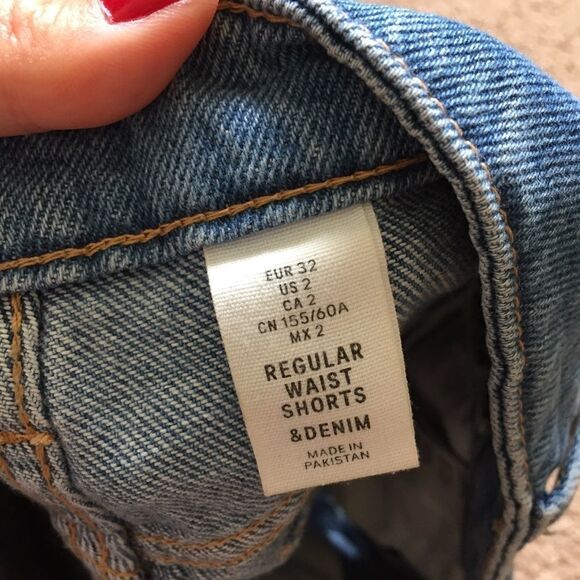 EUR 32
US 2
CA 2
CN 155/60A
MX 2
REGULAR
WAIST
SHORTS
&DENIM
MADE IN
PAKISTAN